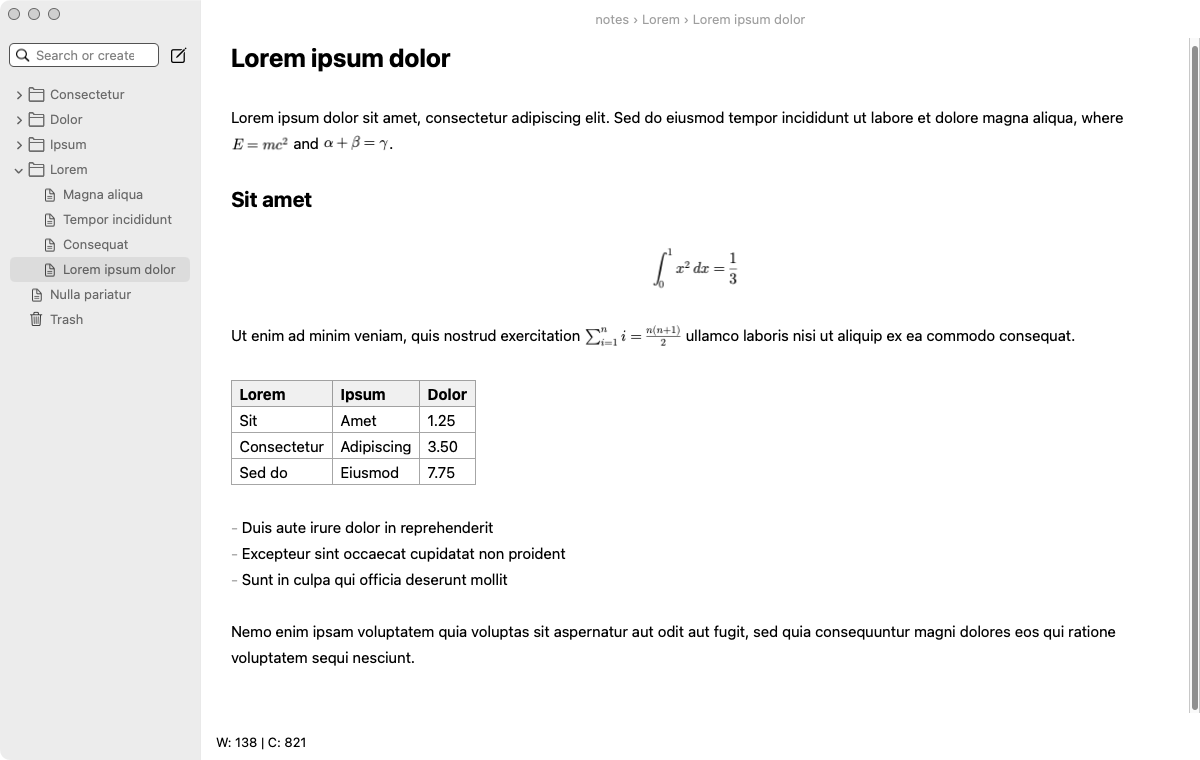 notes › Lorem › Lorem ipsum dolor
Search or create
Consectetur
Dolor
Ipsum
Lorem
Magna aliqua
Tempor incididunt
Consequat
Lorem ipsum dolor
Nulla pariatur
Trash
Lorem ipsum dolor
Lorem ipsum dolor sit amet, consectetur adipiscing elit. Sed do eiusmod tempor incididunt ut labore et dolore magna aliqua, where
E = mc² and α + β = γ.
Sit amet
∫₀¹ x² dx = 1/3
Ut enim ad minim veniam, quis nostrud exercitation ∑ᵢ₌₁ⁿ i = n(n+1)/2 ullamco laboris nisi ut aliquip ex ea commodo consequat.
Lorem Ipsum Dolor
Sit Amet 1.25
Consectetur Adipiscing 3.50
Sed do Eiusmod 7.75
- Duis aute irure dolor in reprehenderit
- Excepteur sint occaecat cupidatat non proident
- Sunt in culpa qui officia deserunt mollit
Nemo enim ipsam voluptatem quia voluptas sit aspernatur aut odit aut fugit, sed quia consequuntur magni dolores eos qui ratione
voluptatem sequi nesciunt.
W: 138 | C: 821